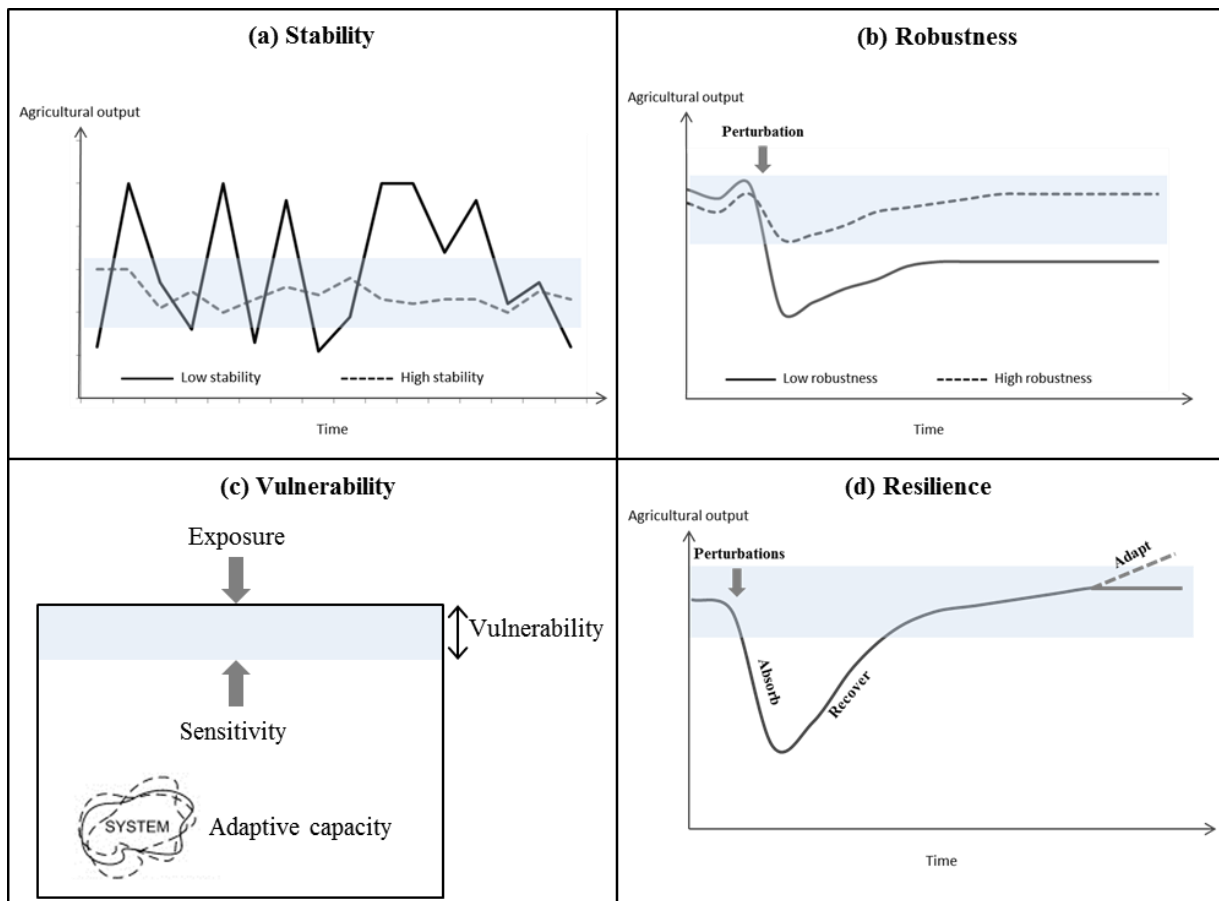 (a) Stability
Agricultural output
Low stability
High stability
Time
(b) Robustness
Agricultural output
Perturbation
Low robustness
High robustness
Time
(c) Vulnerability
Exposure
Vulnerability
Sensitivity
SYSTEM
Adaptive capacity
(d) Resilience
Agricultural output
Perturbations
Adapt
Absorb
Recover
Time